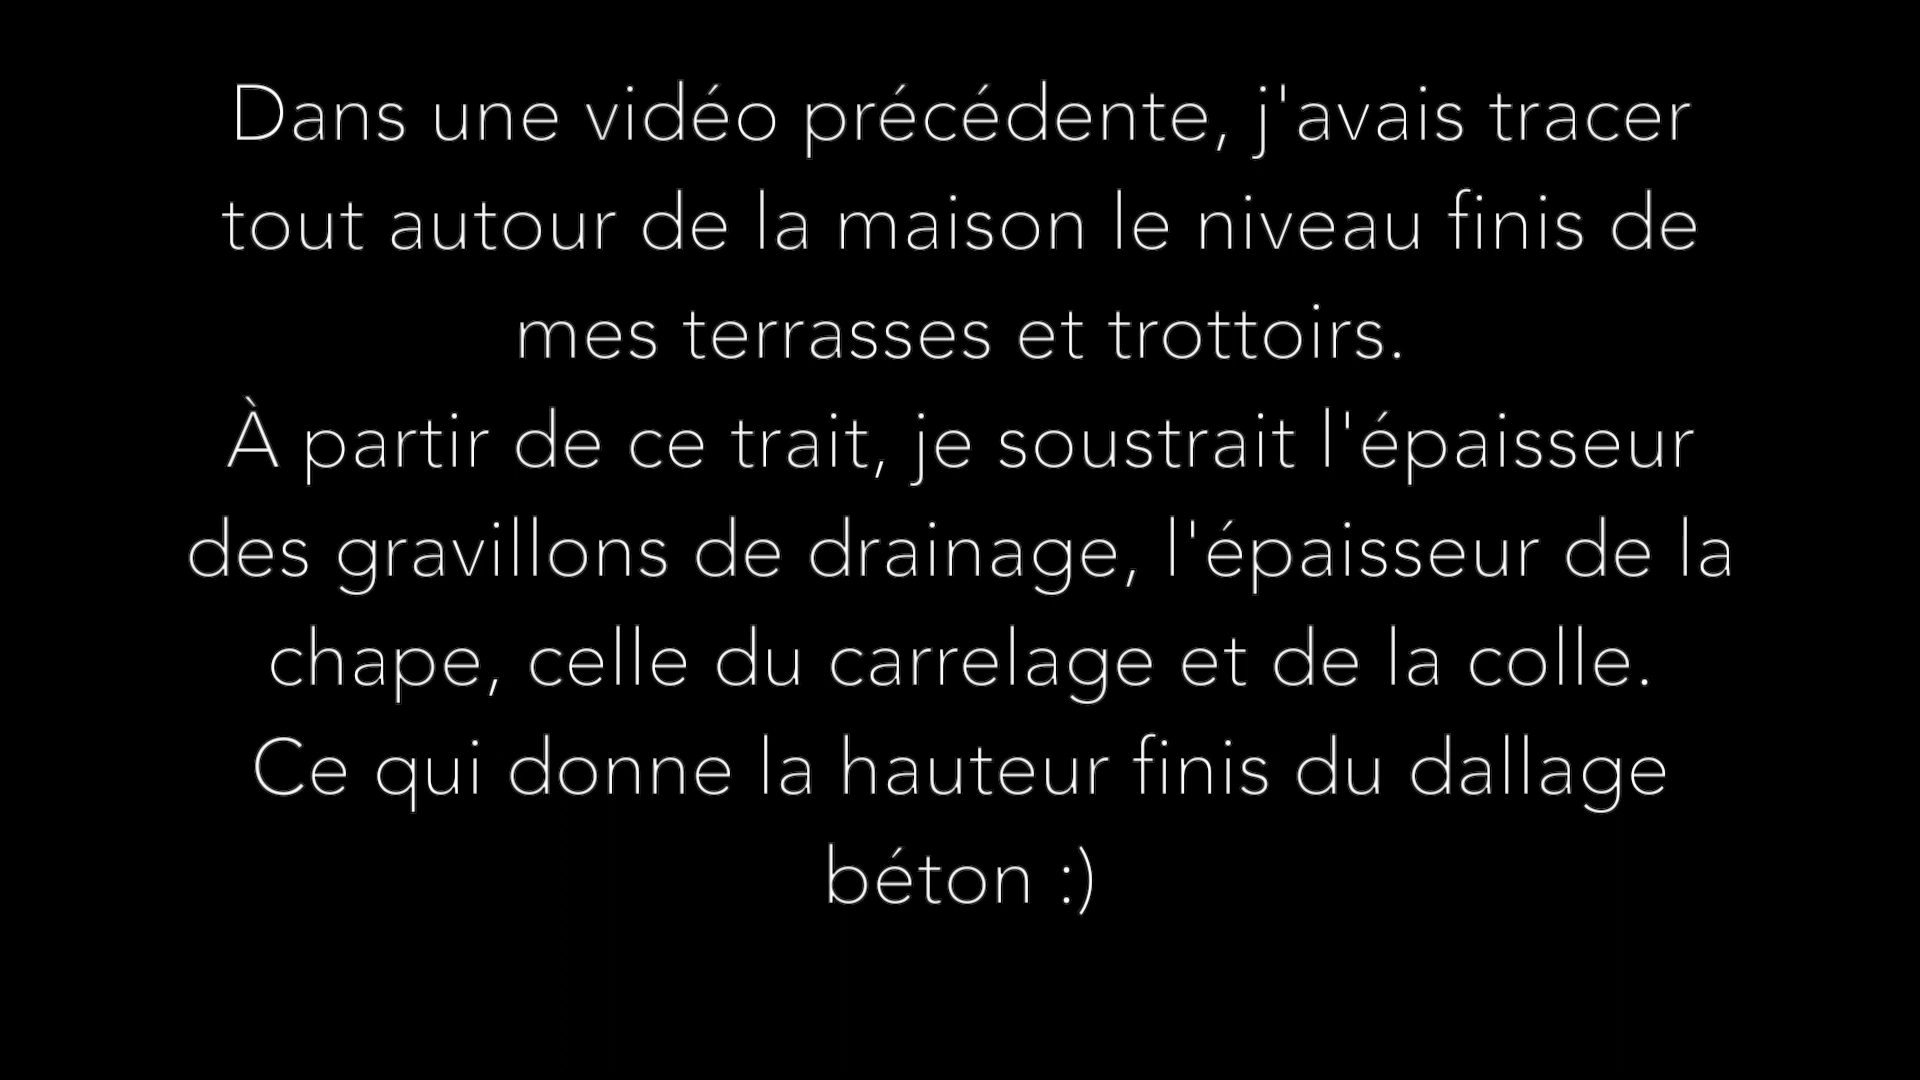 Dans une vidéo précédente, j'avais tracer
tout autour de la maison le niveau finis de
mes terrasses et trottoirs.
À partir de ce trait, je soustrait l'épaisseur
des gravillons de drainage, l'épaisseur de la
chape, celle du carrelage et de la colle.
Ce qui donne la hauteur finis du dallage
béton :)